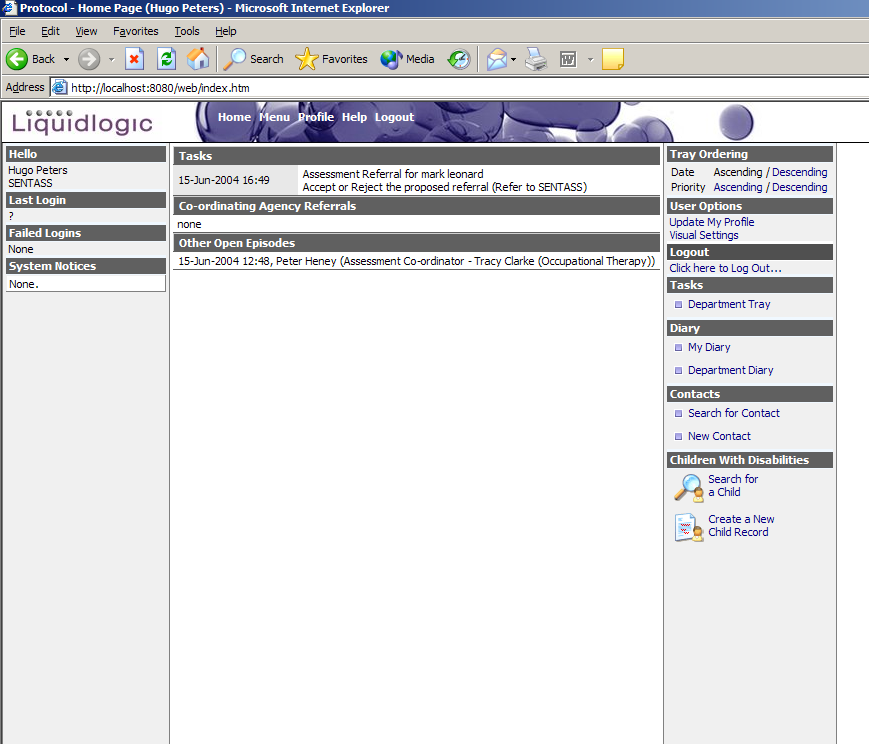 Protocol - Home Page (Hugo Peters) - Microsoft Internet Explorer
File Edit View Favorites Tools Help
Back Search Favorites Media
Address http://localhost:8080/web/index.htm
Liquidlogic
Home Menu Profile Help Logout
Hello
Hugo Peters
SENTASS
Last Login
?
Failed Logins
None
System Notices
None.
Tasks
15-Jun-2004 16:49
Assessment Referral for mark leonard
Accept or Reject the proposed referral (Refer to SENTASS)
Co-ordinating Agency Referrals
none
Other Open Episodes
15-Jun-2004 12:48, Peter Heney (Assessment Co-ordinator - Tracy Clarke (Occupational Therapy))
Tray Ordering
Date Ascending / Descending
Priority Ascending / Descending
User Options
Update My Profile
Visual Settings
Logout
Click here to Log Out...
Tasks
Department Tray
Diary
My Diary
Department Diary
Contacts
Search for Contact
New Contact
Children With Disabilities
Search for
a Child
Create a New
Child Record